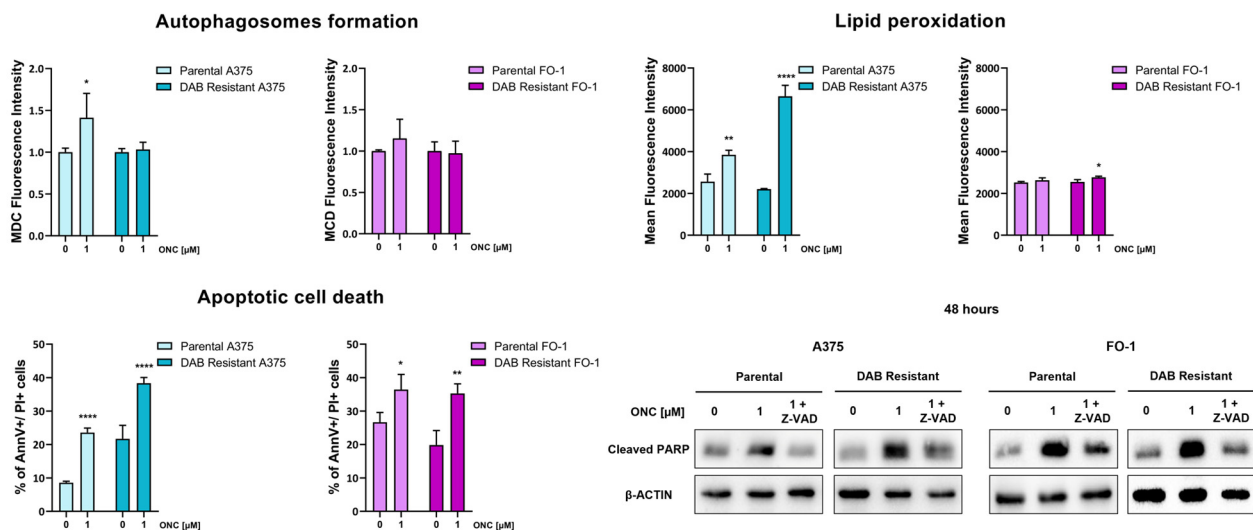 Autophagosomes formation
MDC Fluorescence Intensity
2.0
1.5
1.0
0.5
0.0
*
Parental A375
DAB Resistant A375
0 1 0 1 ONC [µM]
MCD Fluorescence Intensity
2.0
1.5
1.0
0.5
0.0
Parental FO-1
DAB Resistant FO-1
0 1 0 1 ONC [µM]
Lipid peroxidation
Mean Fluorescence Intensity
8000
6000
4000
2000
0
**
****
Parental A375
DAB Resistant A375
0 1 0 1 ONC [µM]
Mean Fluorescence Intensity
8000
6000
4000
2000
0
*
Parental FO-1
DAB Resistant FO-1
0 1 0 1 ONC [µM]
Apoptotic cell death
% of AnnV+/ PI+ cells
50
40
30
20
10
0
****
****
Parental A375
DAB Resistant A375
0 1 0 1 ONC [µM]
% of AnnV+/ PI+ cells
50
40
30
20
10
0
*
**
Parental FO-1
DAB Resistant FO-1
0 1 0 1 ONC [µM]
48 hours
A375 FO-1
Parental DAB Resistant Parental DAB Resistant
ONC [µM] 0 1 1 + Z-VAD 0 1 1 + Z-VAD 0 1 1 + Z-VAD 0 1 1 + Z-VAD
Cleaved PARP
β-ACTIN